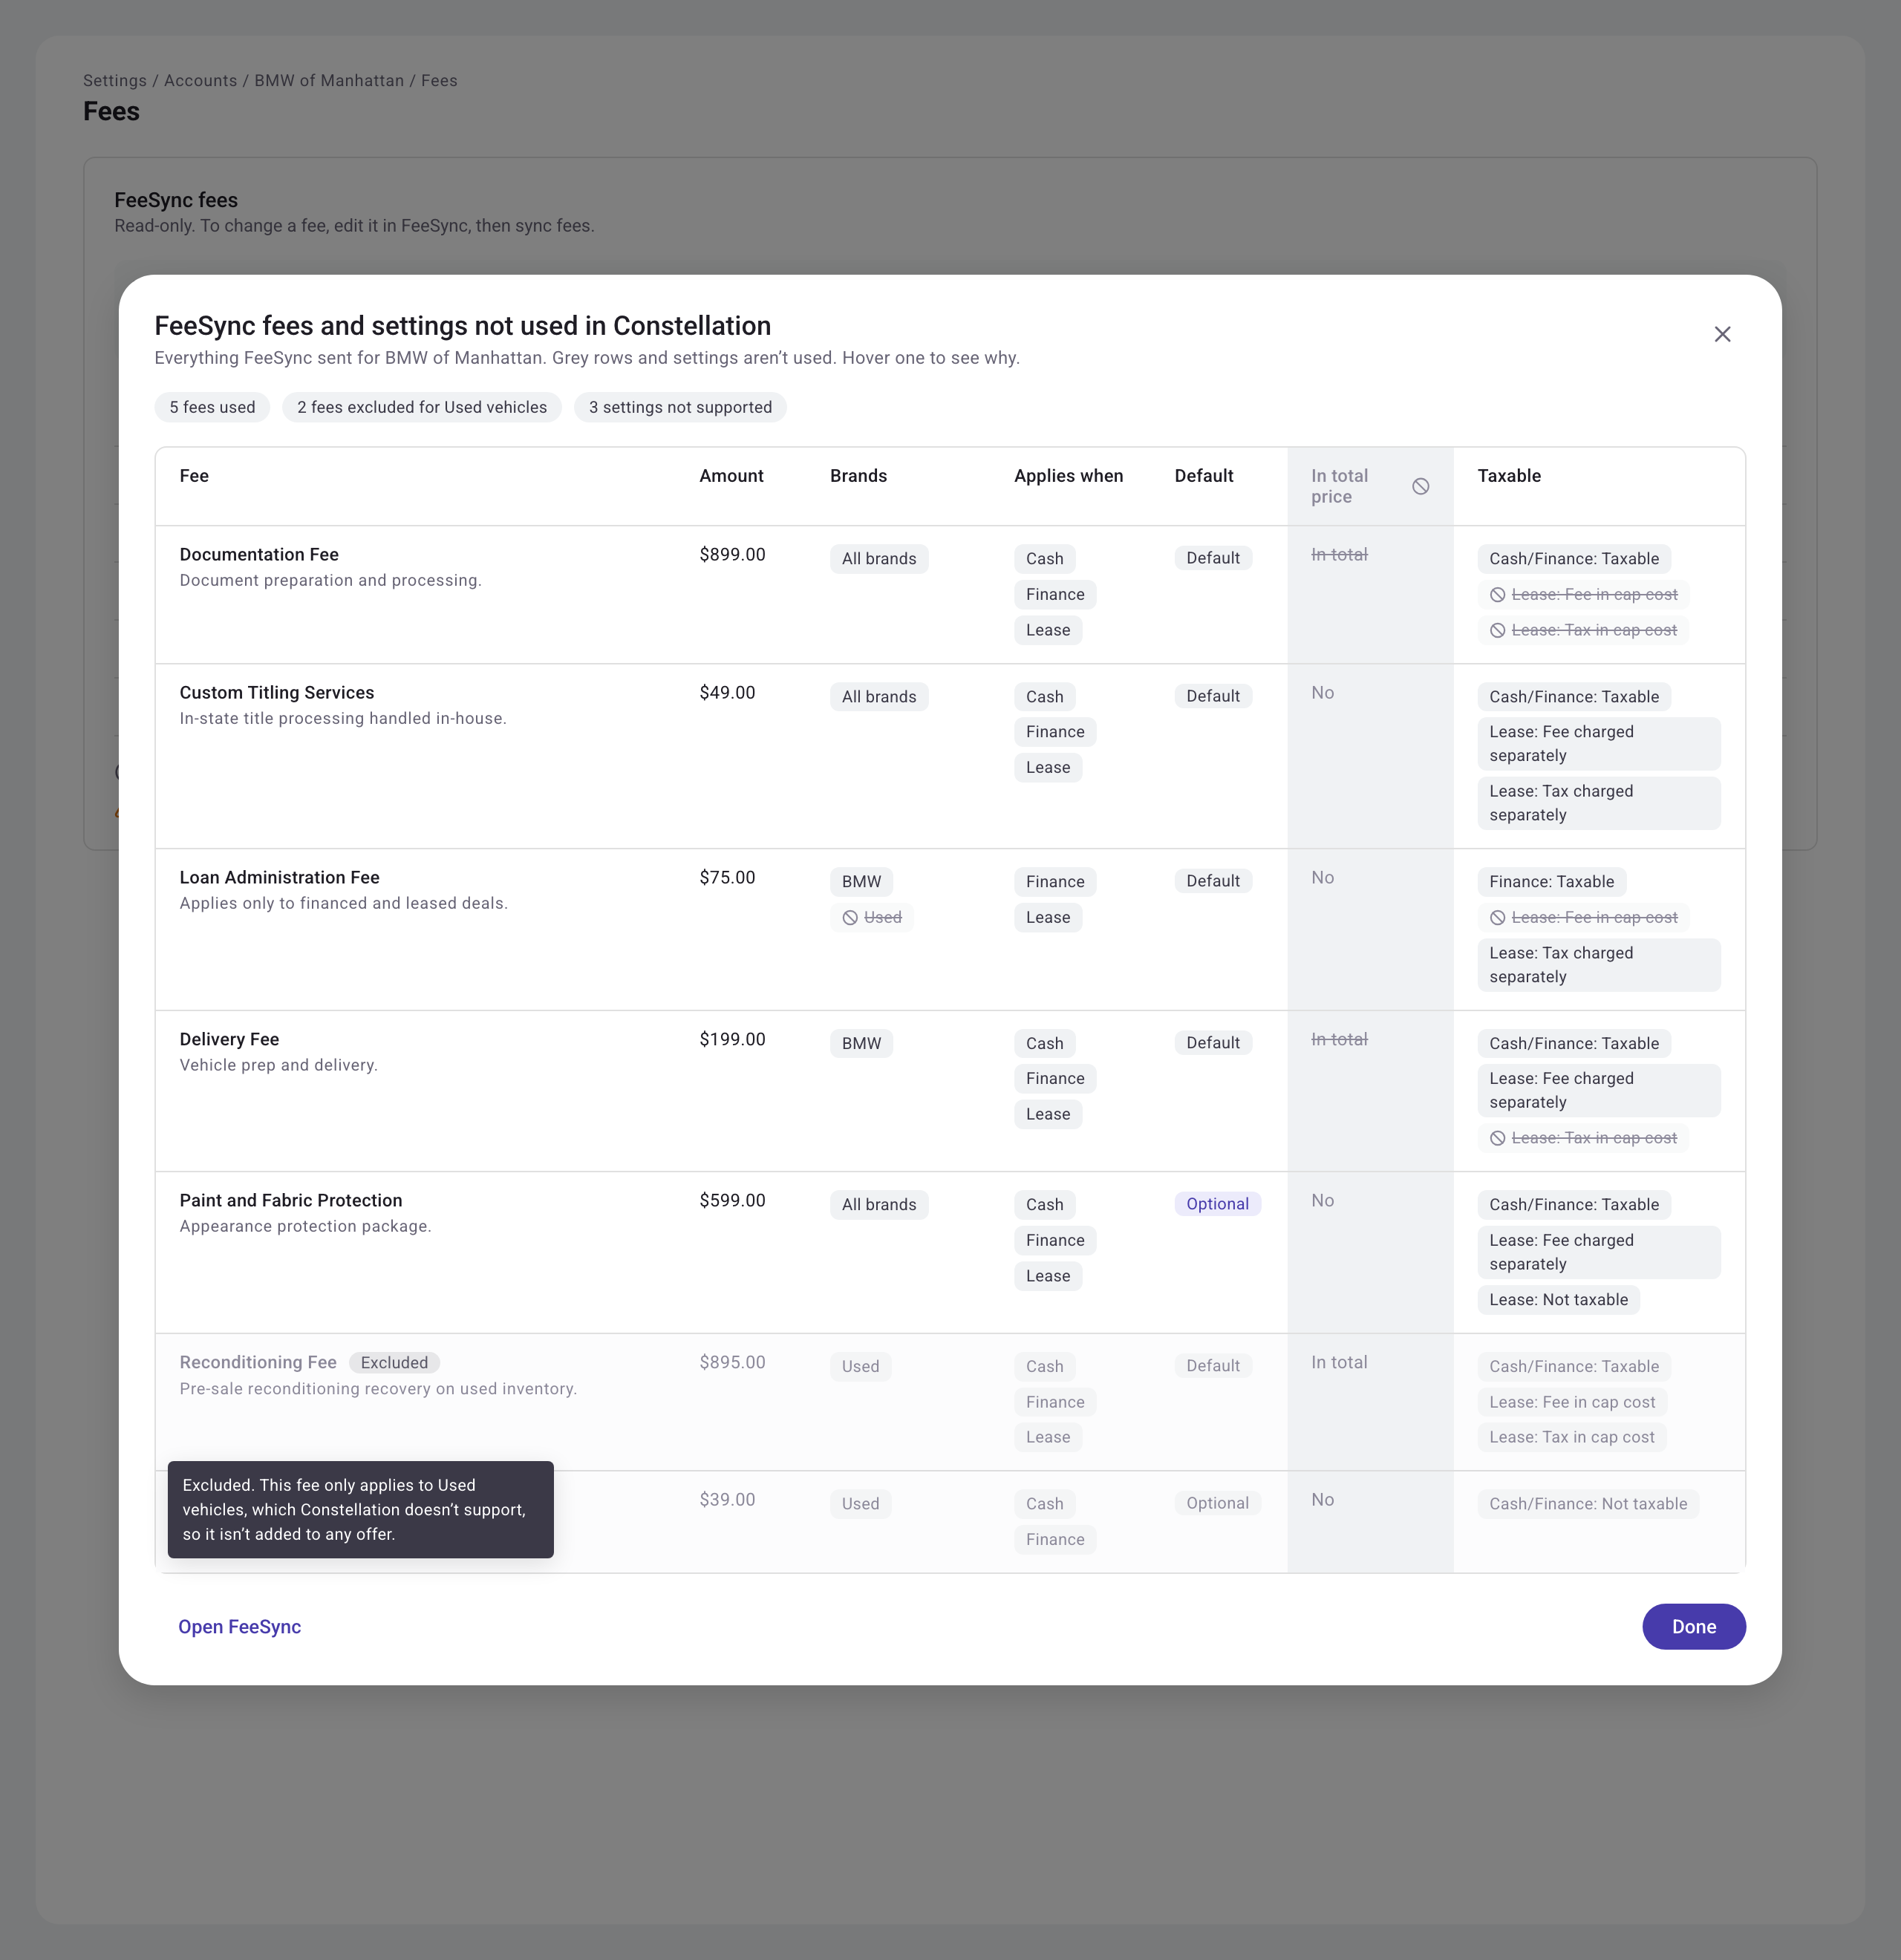 Settings / Accounts / BMW of Manhattan / Fees
Fees
FeeSync fees
Read-only. To change a fee, edit it in FeeSync, then sync fees.
FeeSync fees and settings not used in Constellation
Everything FeeSync sent for BMW of Manhattan. Grey rows and settings aren’t used. Hover one to see why.
5 fees used 2 fees excluded for Used vehicles 3 settings not supported
Fee Amount Brands Applies when Default In total price Taxable
Documentation Fee
Document preparation and processing.
$899.00
All brands
Cash
Finance
Lease
Default
In total
Cash/Finance: Taxable
Lease: Fee in cap cost
Lease: Tax in cap cost
Custom Titling Services
In-state title processing handled in-house.
$49.00
All brands
Cash
Finance
Lease
Default
No
Cash/Finance: Taxable
Lease: Fee charged
separately
Lease: Tax charged
separately
Loan Administration Fee
Applies only to financed and leased deals.
$75.00
BMW
Used
Finance
Lease
Default
No
Finance: Taxable
Lease: Fee in cap cost
Lease: Tax charged
separately
Delivery Fee
Vehicle prep and delivery.
$199.00
BMW
Cash
Finance
Lease
Default
In total
Cash/Finance: Taxable
Lease: Fee charged
separately
Lease: Tax in cap cost
Paint and Fabric Protection
Appearance protection package.
$599.00
All brands
Cash
Finance
Lease
Optional
No
Cash/Finance: Taxable
Lease: Fee charged
separately
Lease: Not taxable
Reconditioning Fee Excluded
Pre-sale reconditioning recovery on used inventory.
$895.00
Used
Cash
Finance
Lease
Default
In total
Cash/Finance: Taxable
Lease: Fee in cap cost
Lease: Tax in cap cost
Excluded. This fee only applies to Used
vehicles, which Constellation doesn’t support,
so it isn’t added to any offer.
$39.00
Used
Cash
Finance
Optional
No
Cash/Finance: Not taxable
Open FeeSync
Done